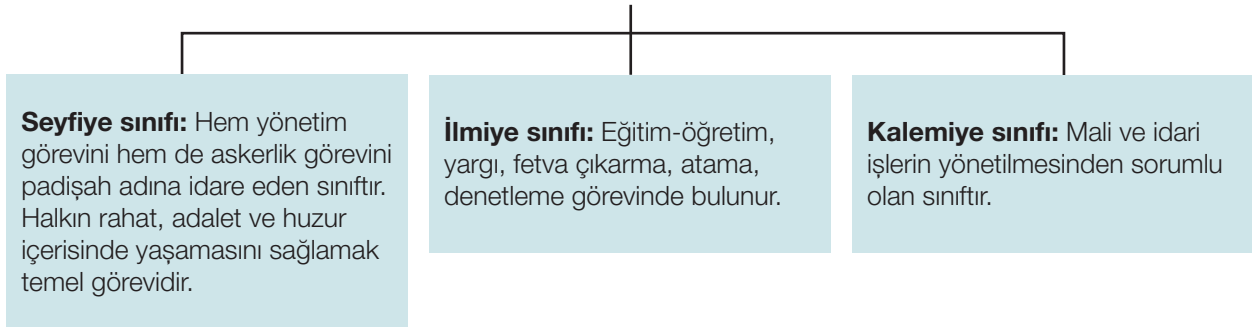 Seyfiye sınıfı: Hem yönetim
görevini hem de askerlik görevini
padişah adına idare eden sınıftır.
Halkın rahat, adalet ve huzur
içerisinde yaşamasını sağlamak
temel görevidir.
İlmiye sınıfı: Eğitim-öğretim,
yargı, fetva çıkarma, atama,
denetleme görevinde bulunur.
Kalemiye sınıfı: Mali ve idari
işlerin yönetilmesinden sorumlu
olan sınıftır.